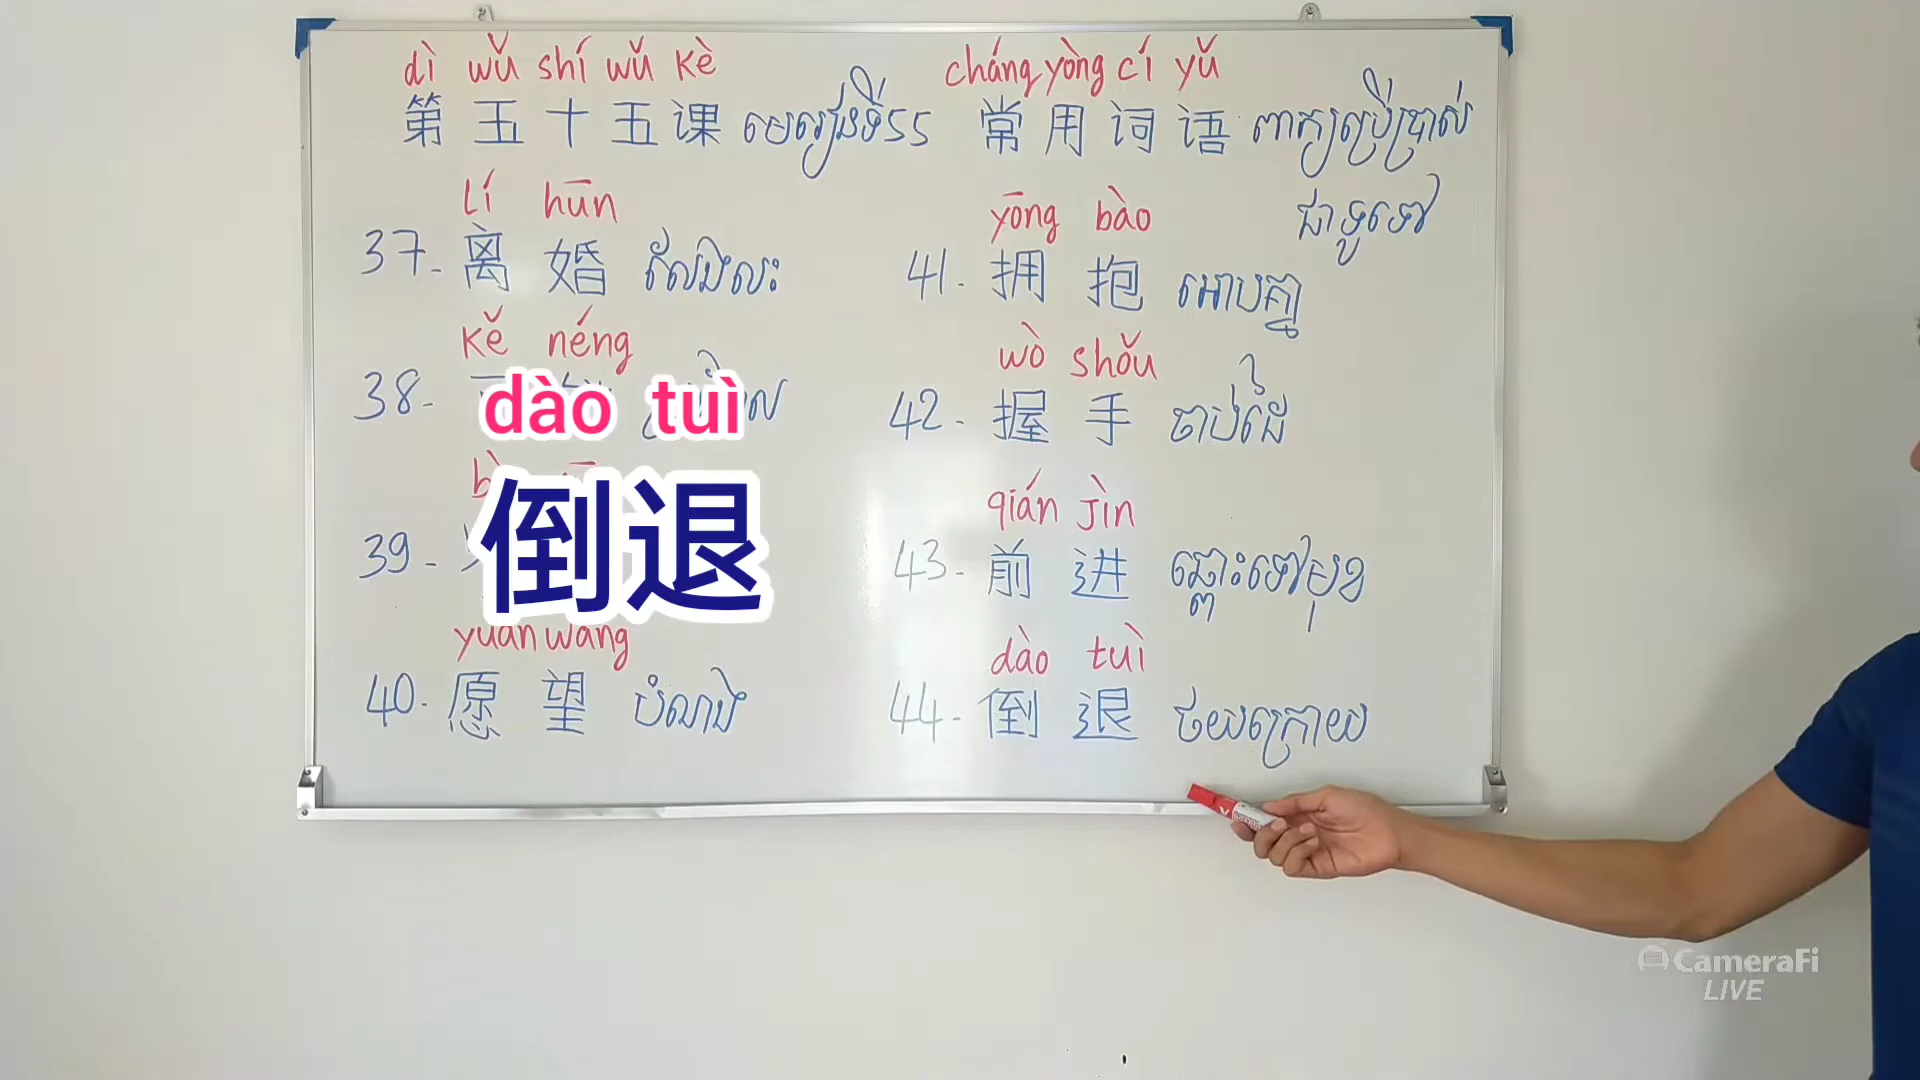 dì wǔ shí wǔ kè
第五十五课 មេរៀនទី55
cháng yòng cí yǔ
常用词语 ពាក្យប្រើប្រាស់
ជាទូទៅ
lí hūn
37- 离婚 លែងលះ
kě néng
38-
39-
yuàn wàng
40- 愿望 បំណង
dào tuì
倒退
yōng bào
41- 拥抱 អោបគ្នា
wò shǒu
42- 握手 ចាប់ដៃ
qián jìn
43- 前进 ឆ្ពោះទៅមុខ
dào tuì
44- 倒退 ថយក្រោយ
CameraFi
LIVE